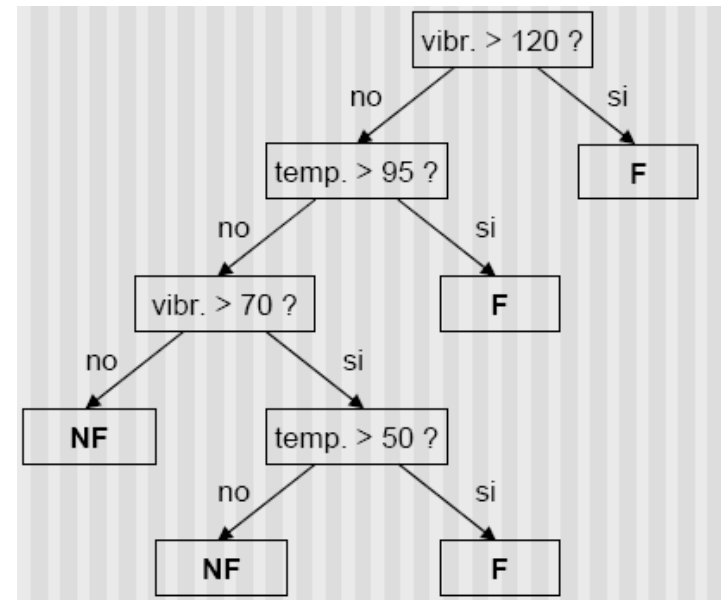 vibr. > 120 ?
no
si
temp. > 95 ?
F
no
si
vibr. > 70 ?
F
no
si
NF
temp. > 50 ?
no
si
NF
F